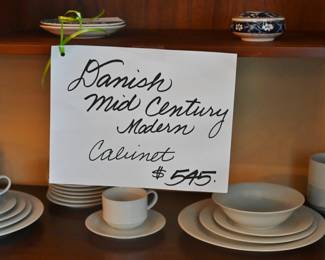 Danish
Mid Century
Modern
Cabinet
$545.